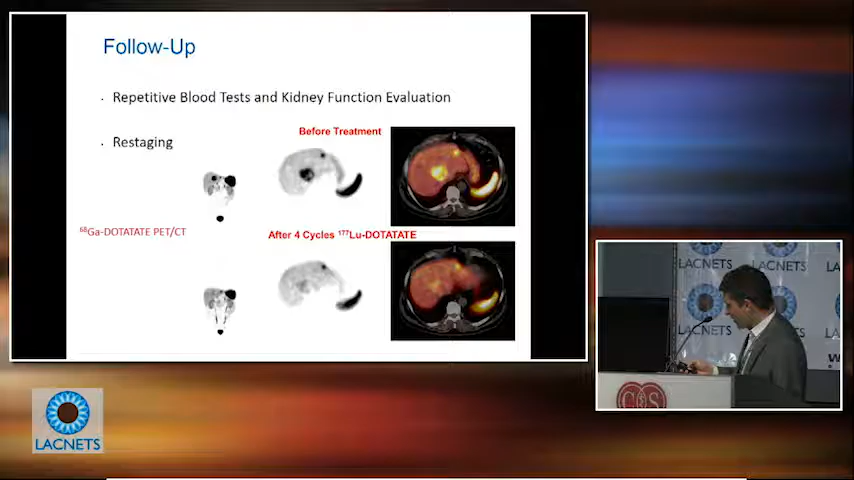 Follow-Up
· Repetitive Blood Tests and Kidney Function Evaluation
· Restaging
Before Treatment
⁶⁸Ga-DOTATATE PET/CT
After 4 Cycles ¹⁷⁷Lu-DOTATATE
LACNETS
LACNETS
LACNETS
LACNETS
LACNETS